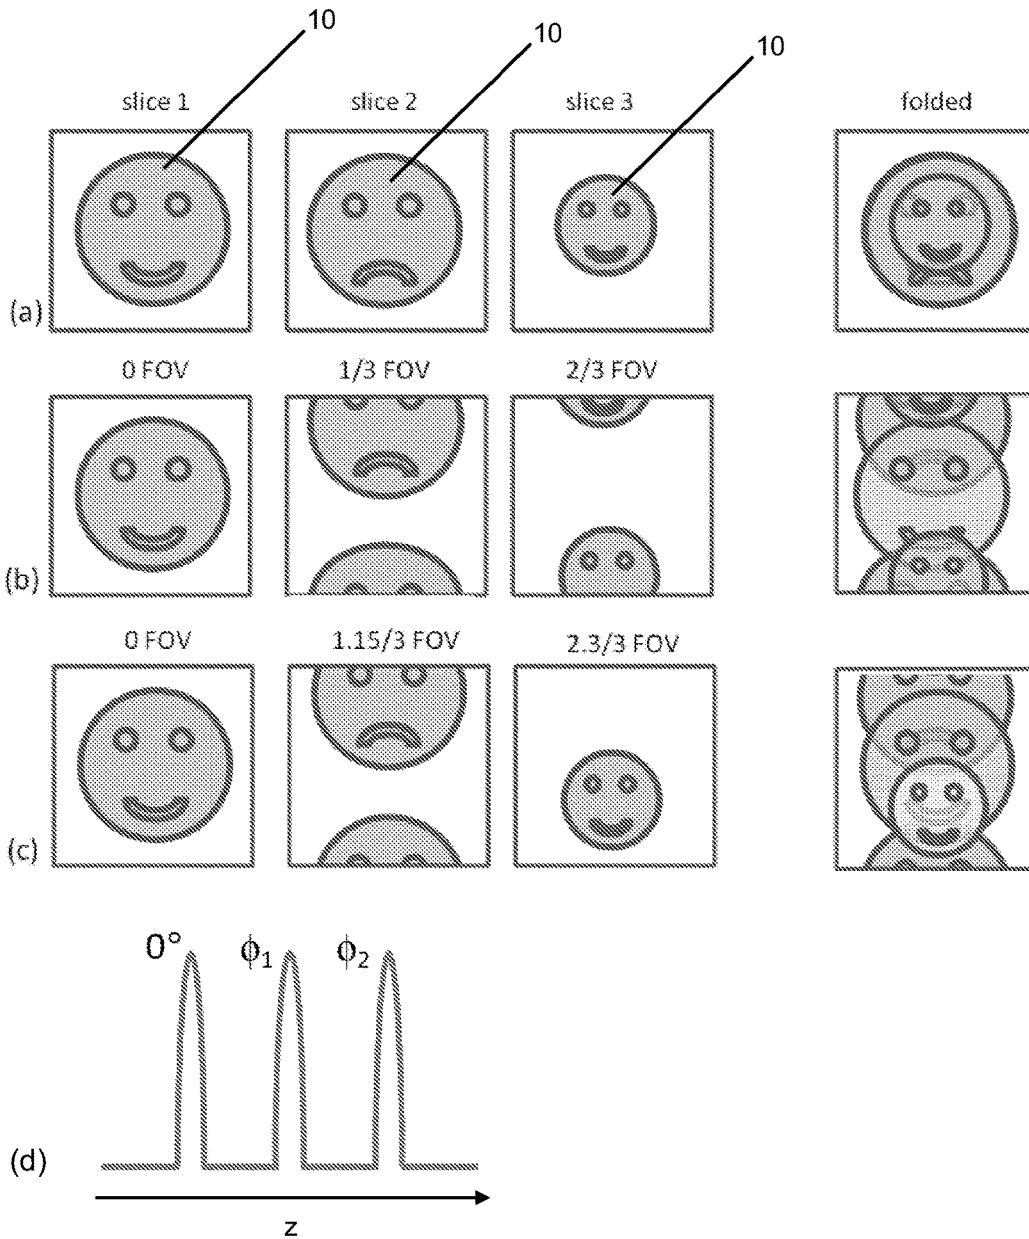 10
10
10
slice 1
slice 2
slice 3
folded
(a)
0 FOV
1/3 FOV
2/3 FOV
(b)
0 FOV
1.15/3 FOV
2.3/3 FOV
(c)
0°
ϕ₁
ϕ₂
(d)
z